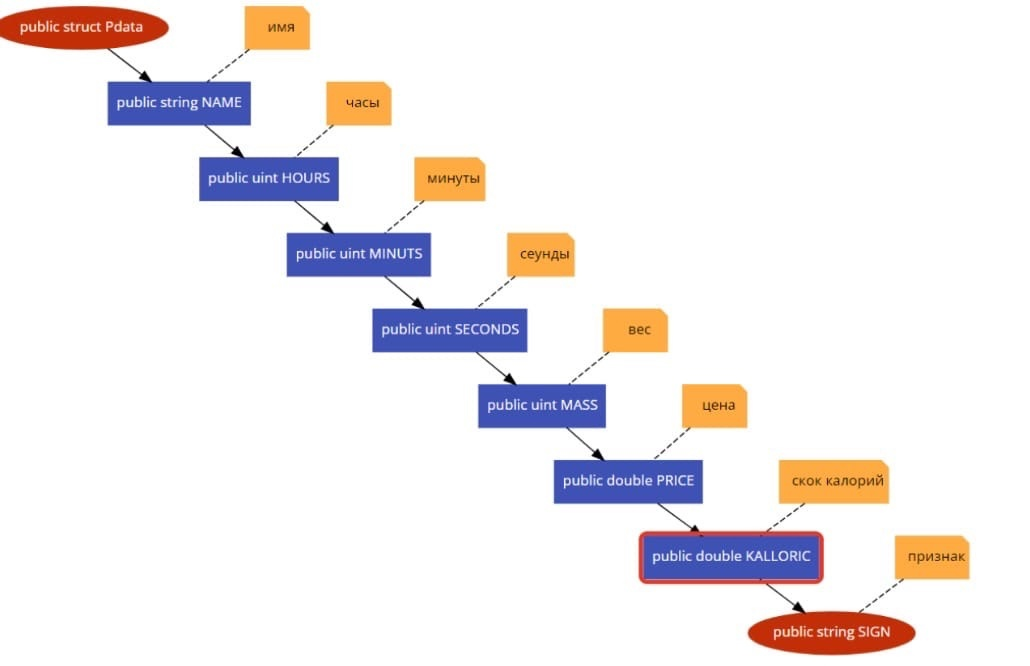 public struct Pdata
имя
public string NAME
часы
public uint HOURS
минуты
public uint MINUTS
сеунды
public uint SECONDS
вес
public uint MASS
цена
public double PRICE
скок калорий
public double KALLORIC
признак
public string SIGN